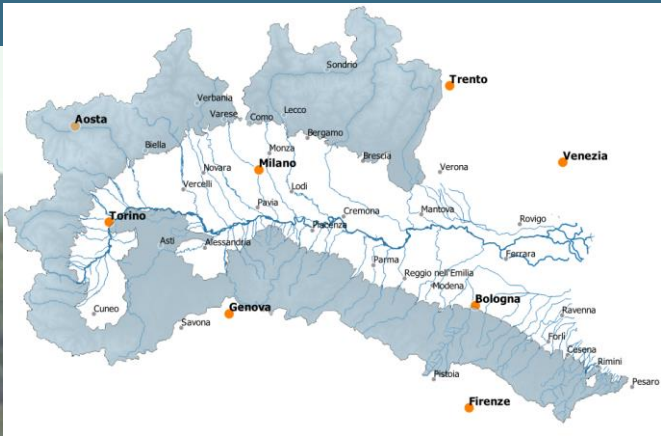 Sondrio
Trento
Verbania
Lecco
Varese
Como
Aosta
Bergamo
Biella
Monza
Brescia
Venezia
Novara
Milano
Verona
Vercelli
Lodi
Pavia
Cremona
Mantova
Torino
Piacenza
Rovigo
Asti
Alessandria
Ferrara
Parma
Reggio nell'Emilia
Modena
Bologna
Cuneo
Genova
Ravenna
Savona
Forlì
Cesena
Rimini
Pistoia
Pesaro
Firenze